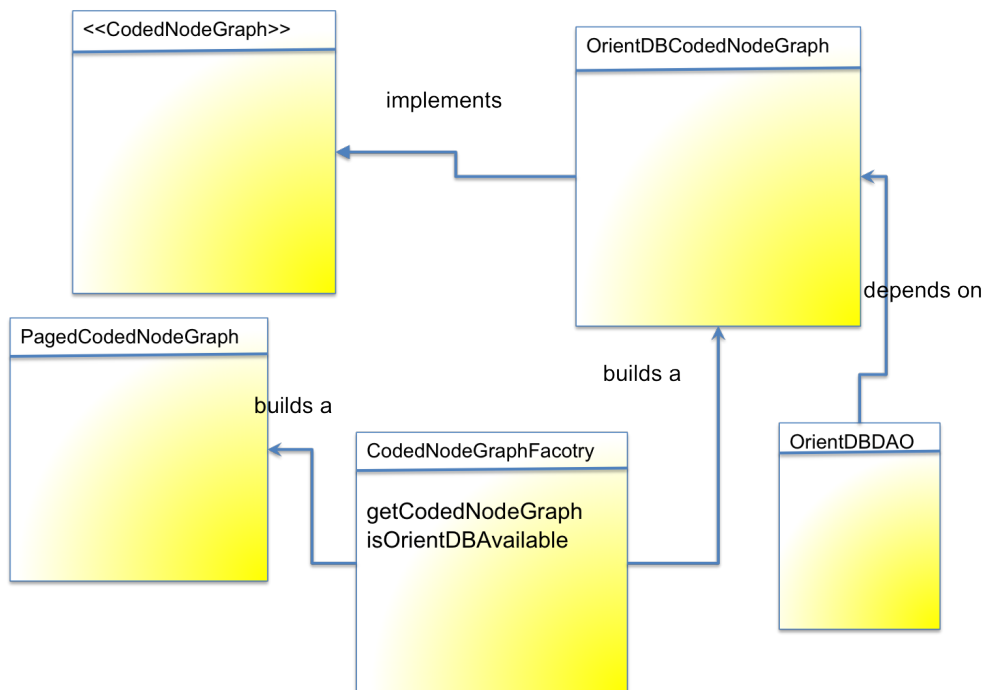 <<CodedNodeGraph>>
OrientDBCodedNodeGraph
implements
depends on
PagedCodedNodeGraph
builds a
builds a
CodedNodeGraphFacotry
getCodedNodeGraph
isOrientDBAvailable
OrientDBDAO